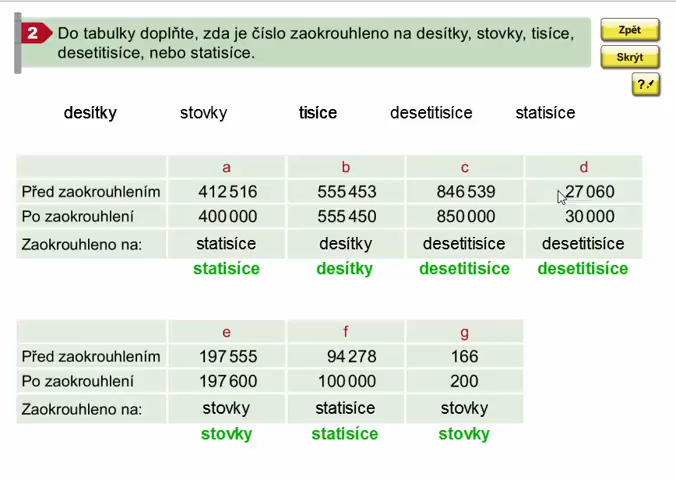 2 Do tabulky doplňte, zda je číslo zaokrouhleno na desítky, stovky, tisíce,
desetitisíce, nebo statisíce.
Zpět
Skrýt
?
desítky stovky tisíce desetitisíce statisíce
a b c d
Před zaokrouhlením 412 516 555 453 846 539 27 060
Po zaokrouhlení 400 000 555 450 850 000 30 000
Zaokrouhleno na: statisíce desítky desetitisíce desetitisíce
statisíce desítky desetitisíce desetitisíce
e f g
Před zaokrouhlením 197 555 94 278 166
Po zaokrouhlení 197 600 100 000 200
Zaokrouhleno na: stovky statisíce stovky
stovky statisíce stovky